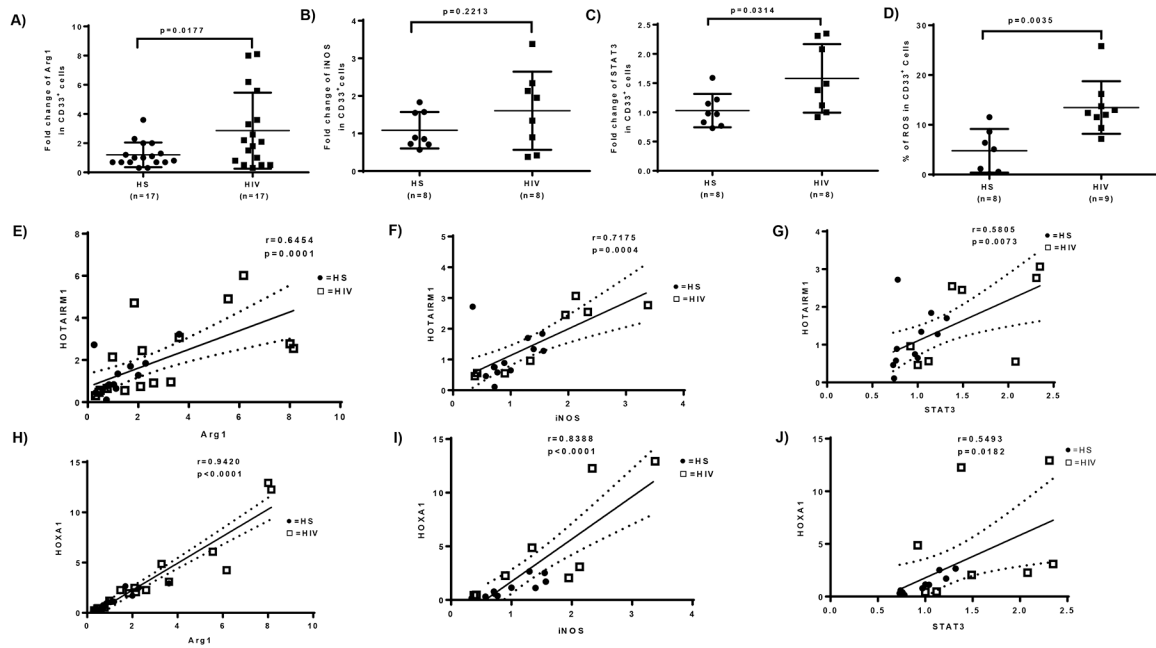 A)
p=0.0177
Fold change of Arg1
in CD33+ cells
10
8
6
4
2
0
HS
(n=17)
HIV
(n=17)
B)
p=0.2213
Fold change of iNOS
in CD33+cells
4
3
2
1
0
HS
(n=8)
HIV
(n=8)
C)
p=0.0314
Fold change of STAT3
in CD33+ cells
2.5
2.0
1.5
1.0
0.5
0.0
HS
(n=8)
HIV
(n=8)
D)
p=0.0035
% of ROS in CD33+ Cells
30
20
10
0
HS
(n=8)
HIV
(n=9)
E)
r=0.6454
p=0.0001
=HS
=HIV
HOTAIRM1
10
8
6
4
2
0
0 2 4 6 8 10
Arg1
F)
r=0.7175
p=0.0004
=HS
=HIV
HOTAIRM1
5
4
3
2
1
0
0 1 2 3 4
iNOS
G)
r=0.5805
p=0.0073
=HS
=HIV
HOTAIRM1
4
3
2
1
0
0.0 0.5 1.0 1.5 2.0 2.5
STAT3
H)
r=0.9420
p<0.0001
=HS
=HIV
HOXA1
15
10
5
0
0 2 4 6 8 10
Arg1
I)
r=0.8388
p<0.0001
=HS
=HIV
HOXA1
15
10
5
0
0 1 2 3 4
iNOS
J)
r=0.5493
p=0.0182
=HS
=HIV
HOXA1
15
10
5
0
0.0 0.5 1.0 1.5 2.0 2.5
STAT3